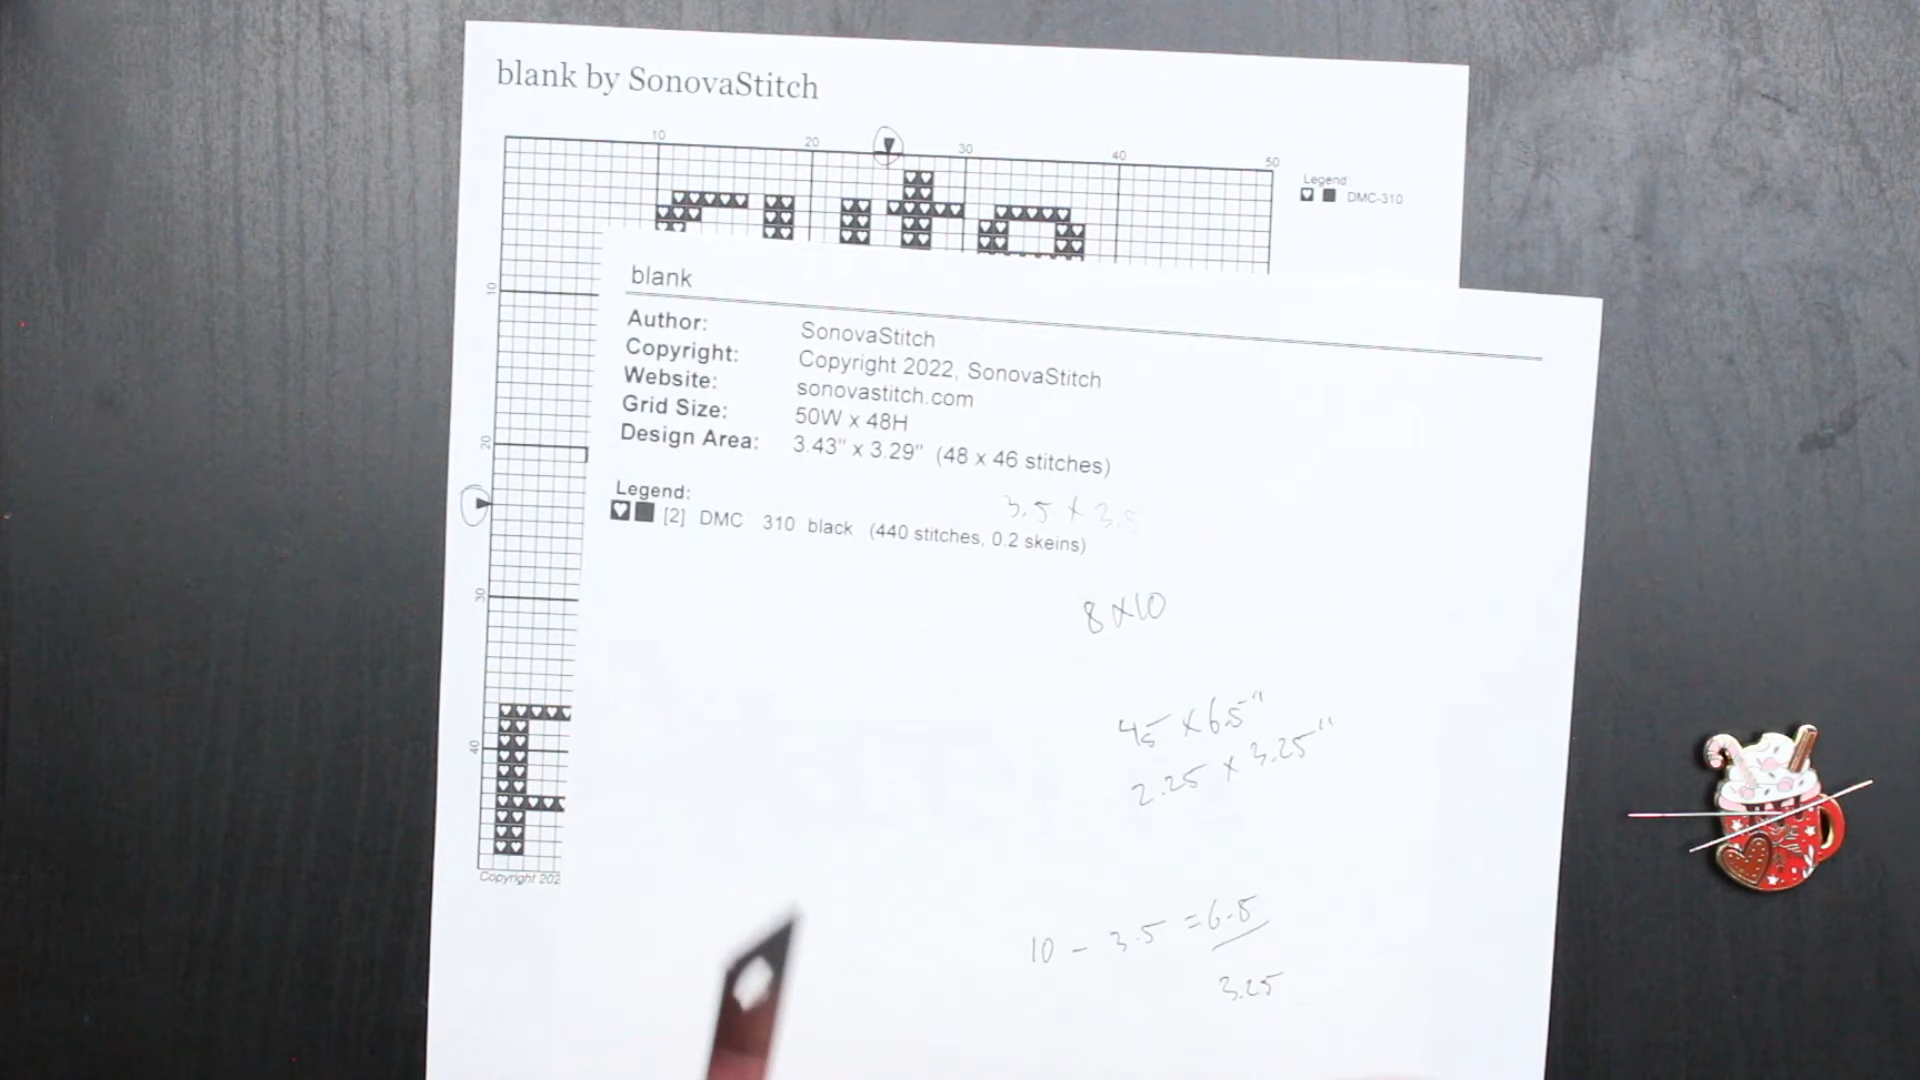 blank by SonovaStitch
10 20 30 40 50
Legend:
DMC-310
10
20
30
40
Copyright 202
blank
Author: SonovaStitch
Copyright: Copyright 2022, SonovaStitch
Website: sonovastitch.com
Grid Size: 50W x 48H
Design Area: 3.43" x 3.29" (48 x 46 stitches)
Legend:
[2] DMC 310 black (440 stitches, 0.2 skeins)
3.5 x 3.5
8x10
45 x 6.5"
2.25 x 3.25"
10 - 3.5 = 6.5
3.25